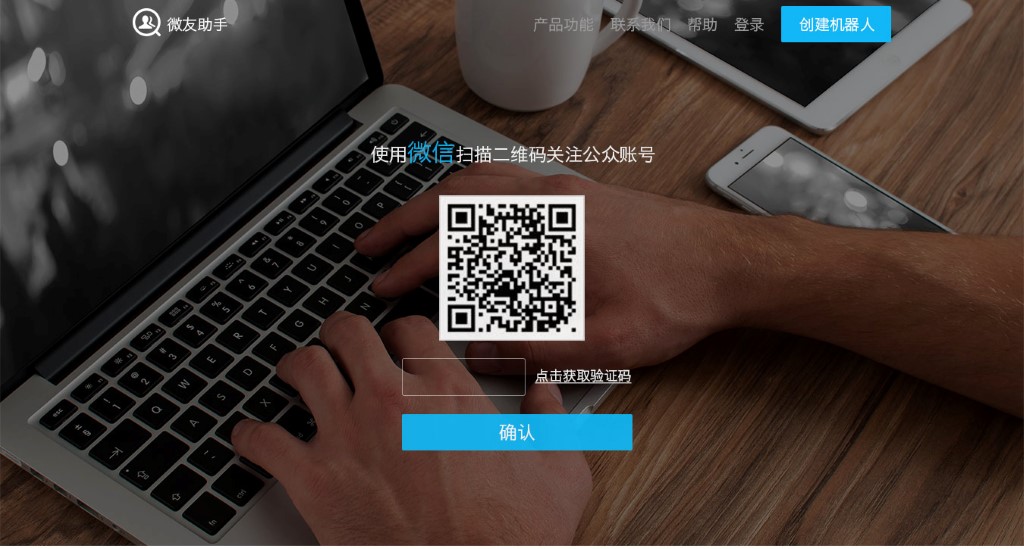 微友助手
产品功能 联系我们 帮助 登录 创建机器人
使用微信扫描二维码关注公众账号
点击获取验证码
确认